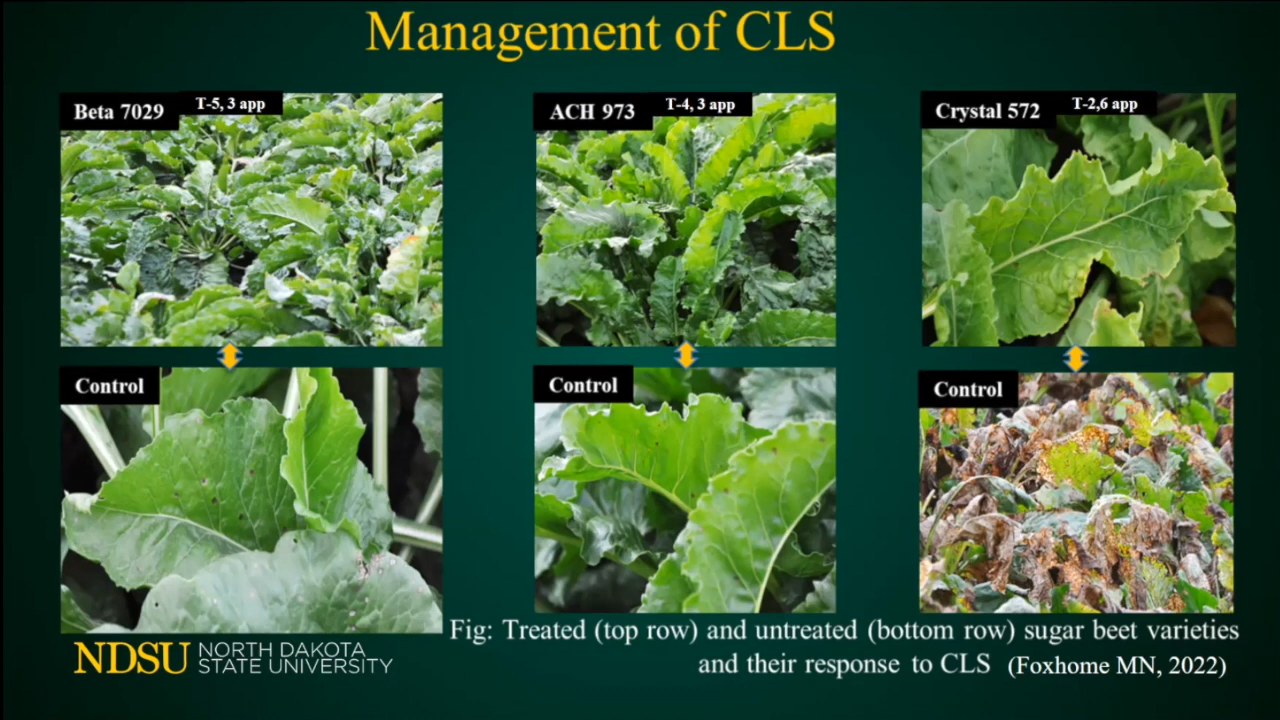 Management of CLS
Beta 7029
T-5, 3 app
ACH 973
T-4, 3 app
Crystal 572
T-2,6 app
Control
Control
Control
Fig: Treated (top row) and untreated (bottom row) sugar beet varieties
and their response to CLS (Foxhome MN, 2022)
NDSU
NORTH DAKOTA
STATE UNIVERSITY